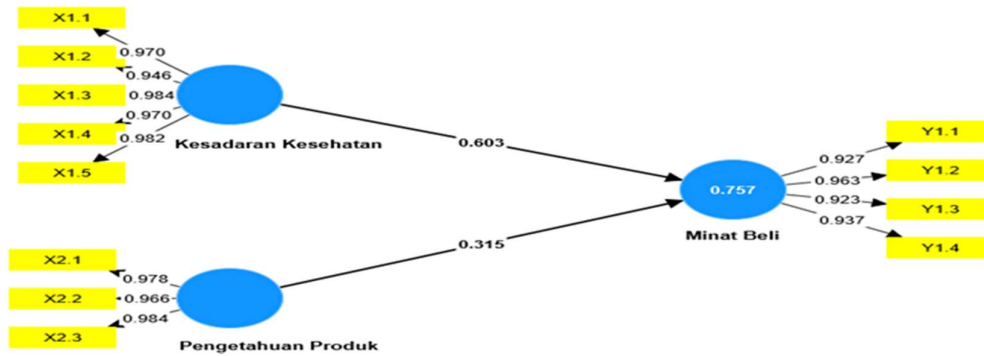 X1.1
0.970
X1.2
0.946
X1.3
0.984
X1.4
0.970
X1.5
0.982
Kesadaran Kesehatan
0.603
X2.1
0.978
X2.2
0.966
X2.3
0.984
Pengetahuan Produk
0.315
0.757
Minat Beli
Y1.1
0.927
Y1.2
0.963
Y1.3
0.923
Y1.4
0.937